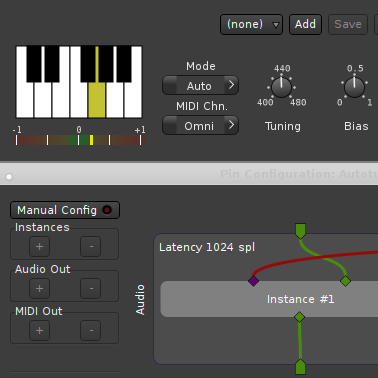 (none) Add Save
Mode
Auto
MIDI Chn.
Omni
440
400 480
Tuning
0.5
0 1
Bias
-1 0 +1
Pin Configuration: Autotu
Manual Config
Instances
+ -
Audio Out
+ -
MIDI Out
+ -
Audio
Latency 1024 spl
Instance #1